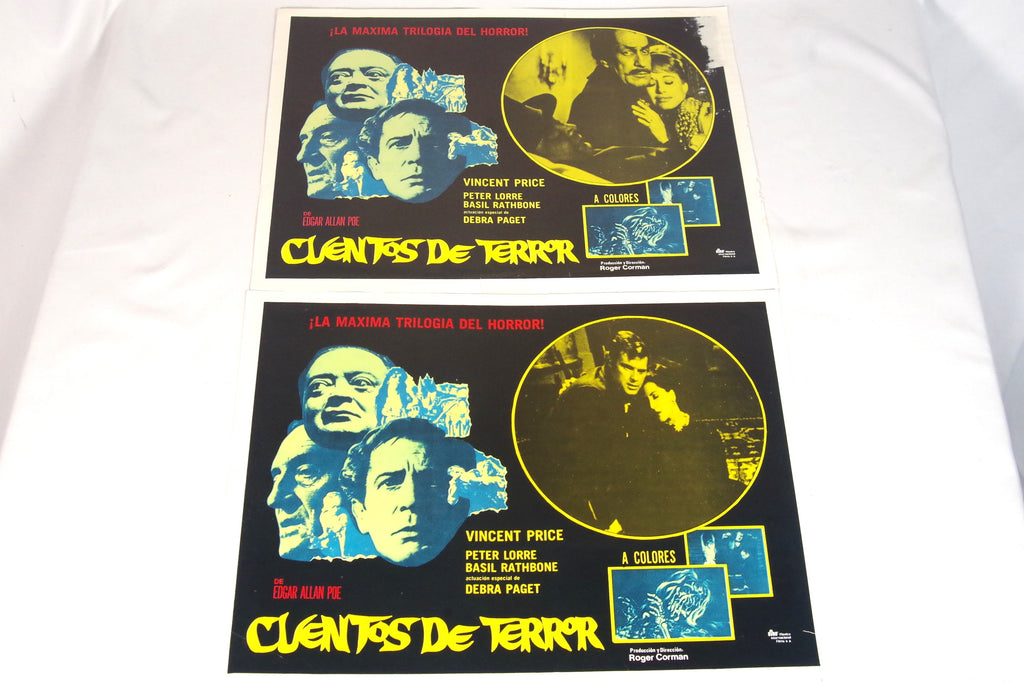 ¡LA MAXIMA TRILOGIA DEL HORROR!
VINCENT PRICE
PETER LORRE
BASIL RATHBONE
actuación especial de
DEBRA PAGET
A COLORES
DE
EDGAR ALLAN POE
CUENTOS DE TERROR
Producción y Dirección:
Roger Corman
¡LA MAXIMA TRILOGIA DEL HORROR!
VINCENT PRICE
PETER LORRE
BASIL RATHBONE
actuación especial de
DEBRA PAGET
A COLORES
DE
EDGAR ALLAN POE
CUENTOS DE TERROR
Producción y Dirección:
Roger Corman